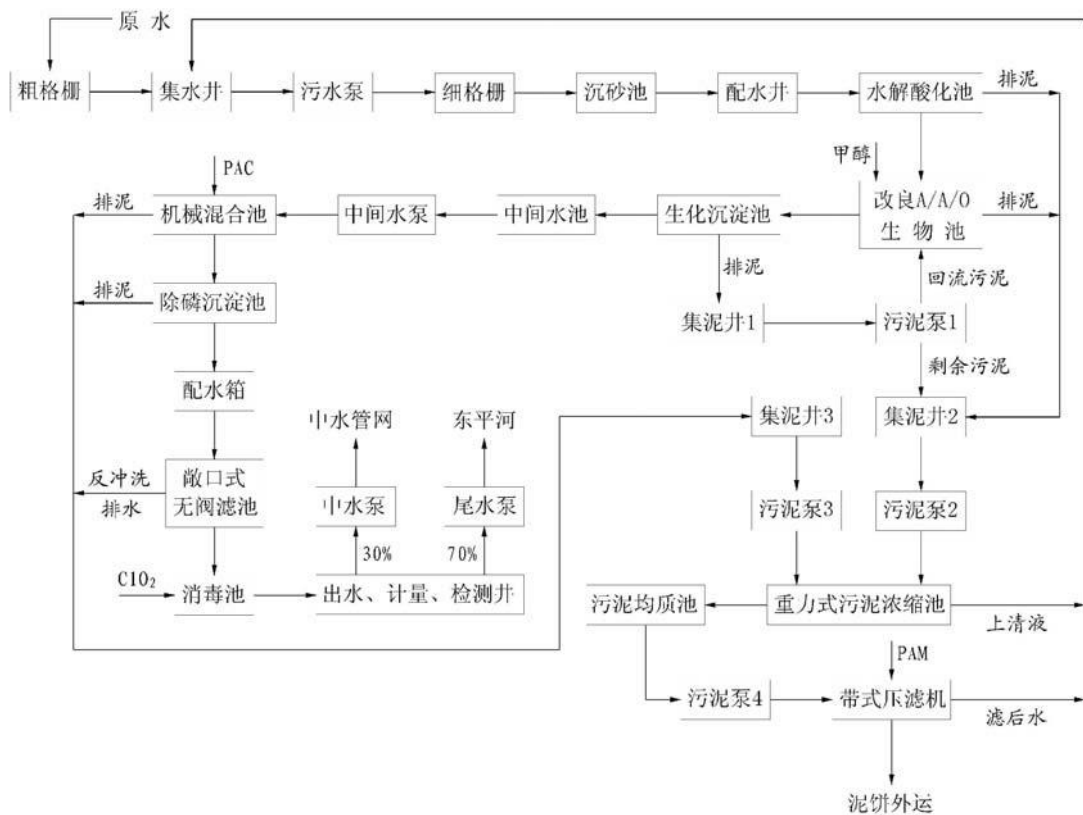 原水
粗格栅
集水井
污水泵
细格栅
沉砂池
配水井
水解酸化池
排泥
甲醇
PAC
排泥
机械混合池
中间水泵
中间水池
生化沉淀池
改良A/A/O
生物池
排泥
排泥
回流污泥
排泥
除磷沉淀池
集泥井1
污泥泵1
剩余污泥
配水箱
中水管网
东平河
集泥井3
集泥井2
反冲洗
排水
敞口式
无阀滤池
中水泵
尾水泵
污泥泵3
污泥泵2
30%
70%
ClO₂
消毒池
出水、计量、检测井
污泥均质池
重力式污泥浓缩池
上清液
PAM
污泥泵4
带式压滤机
滤后水
泥饼外运